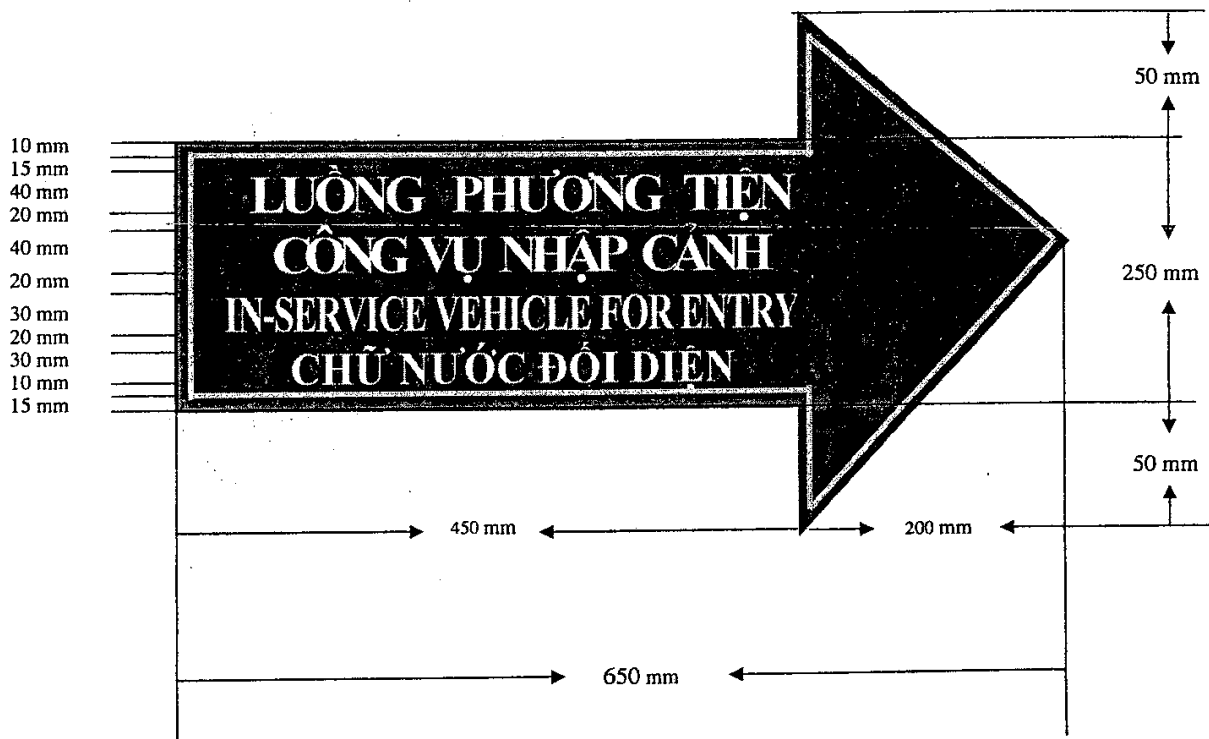 50 mm
10 mm
15 mm
40 mm
20 mm
40 mm
20 mm
30 mm
20 mm
30 mm
10 mm
15 mm
LUỒNG PHƯƠNG TIỆN
CÔNG VỤ NHẬP CẢNH
IN-SERVICE VEHICLE FOR ENTRY
CHỮ NƯỚC ĐỐI DIỆN
250 mm
50 mm
450 mm
200 mm
650 mm